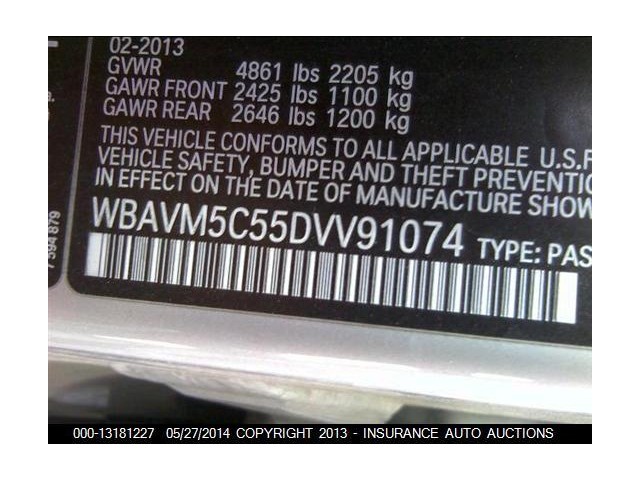 02-2013
GVWR 4861 lbs 2205 kg
GAWR FRONT 2425 lbs 1100 kg
GAWR REAR 2646 lbs 1200 kg
THIS VEHICLE CONFORMS TO ALL APPLICABLE U.S.F
VEHICLE SAFETY, BUMPER AND THEFT PREVENTIO
IN EFFECT ON THE DATE OF MANUFACTURE SHOW
WBAVM5C55DVV91074 TYPE: PAS
7 594 879
000-13181227 05/27/2014 COPYRIGHT 2013 - INSURANCE AUTO AUCTIONS